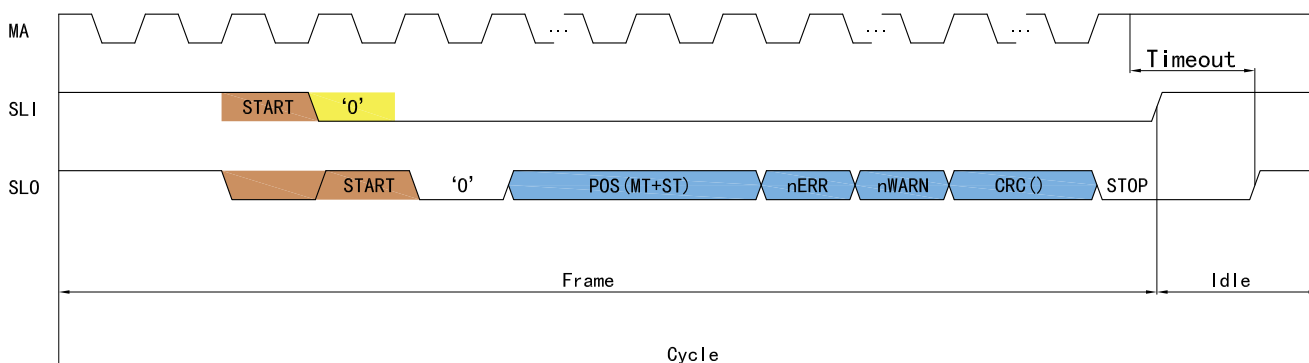 MA ... ... ...
Timeout
SLI START ‘0’
SLO START ‘0’ POS(MT+ST) nERR nWARN CRC() STOP
Frame Idle
Cycle